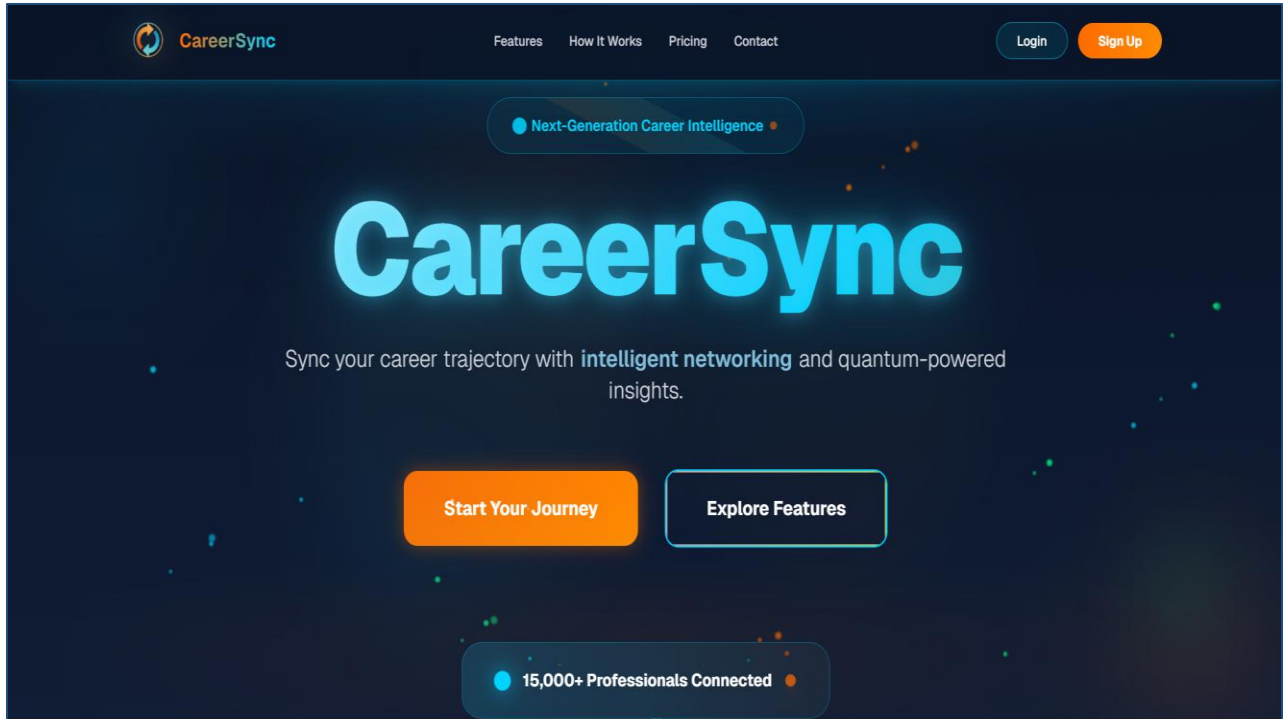 CareerSync
Features How It Works Pricing Contact
Login Sign Up
Next-Generation Career Intelligence
CareerSync
Sync your career trajectory with intelligent networking and quantum-powered
insights.
Start Your Journey Explore Features
15,000+ Professionals Connected